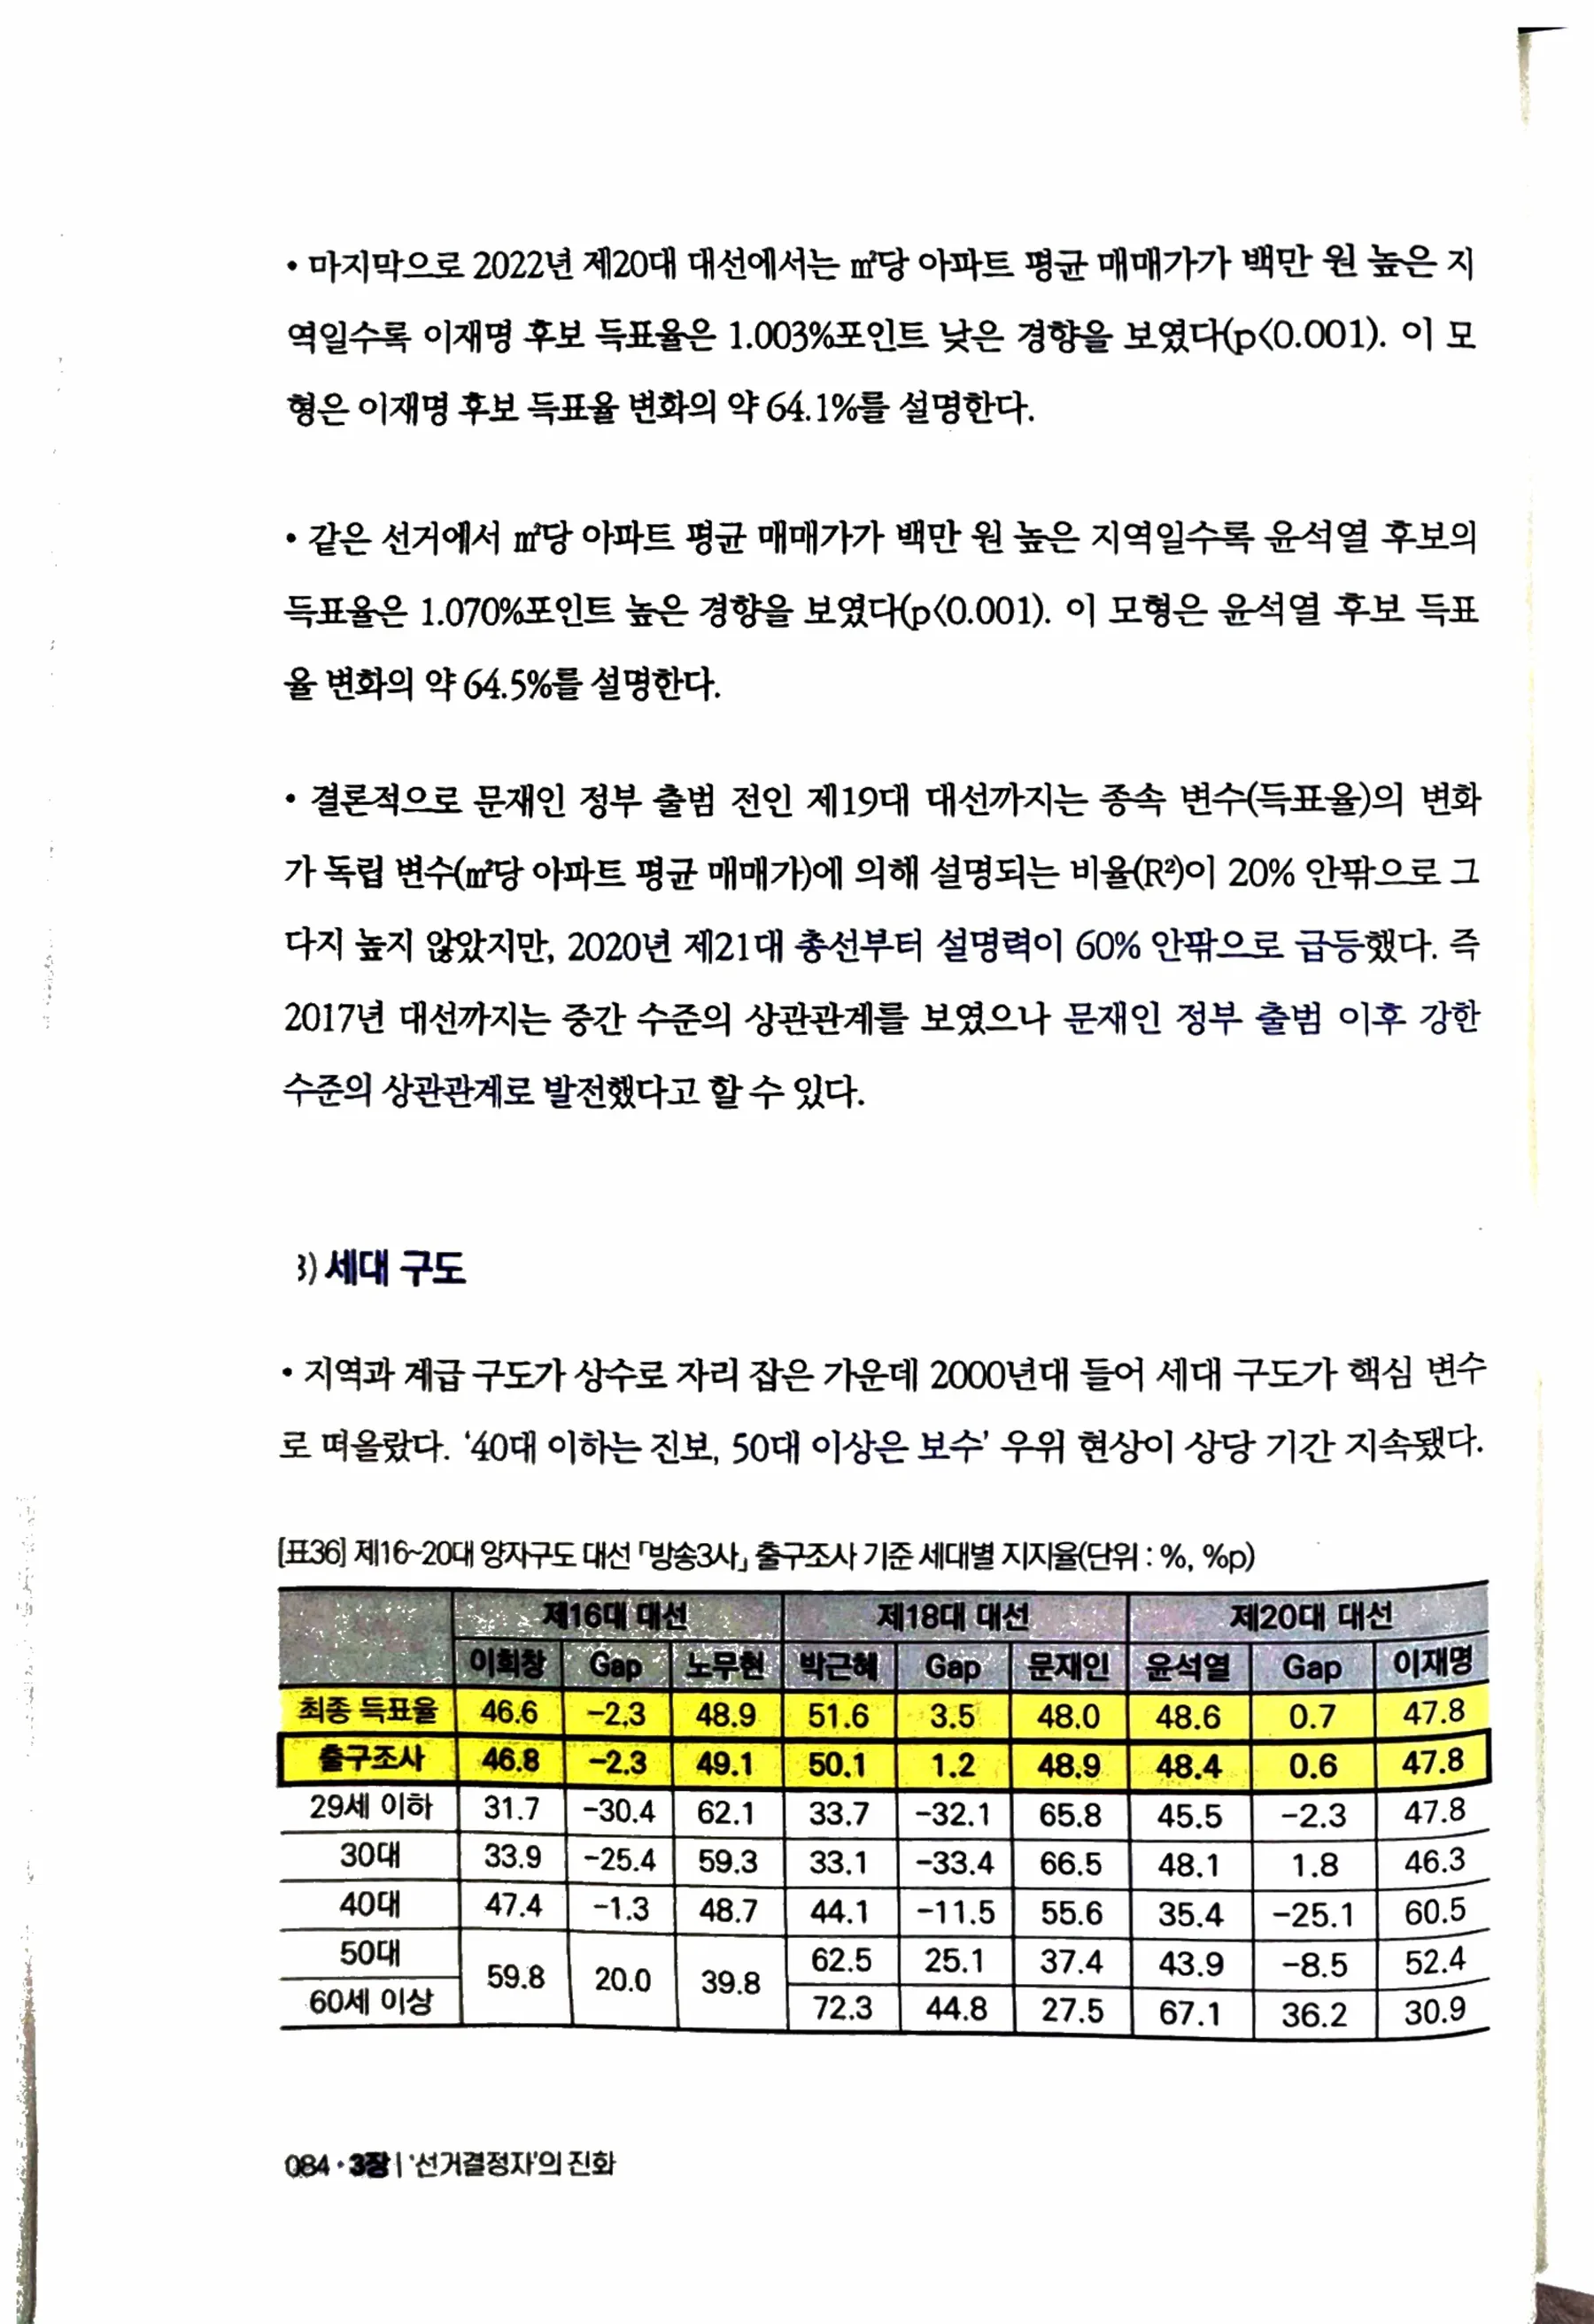 • 마지막으로 2022년 제20대 대선에서는 ㎡당 아파트 평균 매매가가 백만 원 높은 지
역일수록 이재명 후보 득표율은 1.003%포인트 낮은 경향을 보였다(p<0.001). 이 모
형은 이재명 후보 득표율 변화의 약 64.1%를 설명한다.
• 같은 선거에서 ㎡당 아파트 평균 매매가가 백만 원 높은 지역일수록 윤석열 후보의
득표율은 1.070%포인트 높은 경향을 보였다(p<0.001). 이 모형은 윤석열 후보 득표
율 변화의 약 64.5%를 설명한다.
• 결론적으로 문재인 정부 출범 전인 제19대 대선까지는 종속 변수(득표율)의 변화
가 독립 변수(㎡당 아파트 평균 매매가)에 의해 설명되는 비율(R²)이 20% 안팎으로 그
다지 높지 않았지만, 2020년 제21대 총선부터 설명력이 60% 안팎으로 급등했다. 즉
2017년 대선까지는 중간 수준의 상관관계를 보였으나 문재인 정부 출범 이후 강한
수준의 상관관계로 발전했다고 할 수 있다.
3) 세대 구도
• 지역과 계급 구도가 상수로 자리 잡은 가운데 2000년대 들어 세대 구도가 핵심 변수
로 떠올랐다. ‘40대 이하는 진보, 50대 이상은 보수’ 우위 현상이 상당 기간 지속됐다.
[표36] 제16~20대 양자구도 대선 「방송3사」 출구조사 기준 세대별 지지율(단위 : %, %p)
제16대 대선 제18대 대선 제20대 대선
이회창 Gap 노무현 박근혜 Gap 문재인 윤석열 Gap 이재명
최종 득표율 46.6 -2.3 48.9 51.6 3.5 48.0 48.6 0.7 47.8
출구조사 46.8 -2.3 49.1 50.1 1.2 48.9 48.4 0.6 47.8
29세 이하 31.7 -30.4 62.1 33.7 -32.1 65.8 45.5 -2.3 47.8
30대 33.9 -25.4 59.3 33.1 -33.4 66.5 48.1 1.8 46.3
40대 47.4 -1.3 48.7 44.1 -11.5 55.6 35.4 -25.1 60.5
50대 59.8 20.0 39.8 62.5 25.1 37.4 43.9 -8.5 52.4
60세 이상 72.3 44.8 27.5 67.1 36.2 30.9
084 • 3장 | ‘선거결정자’의 진화